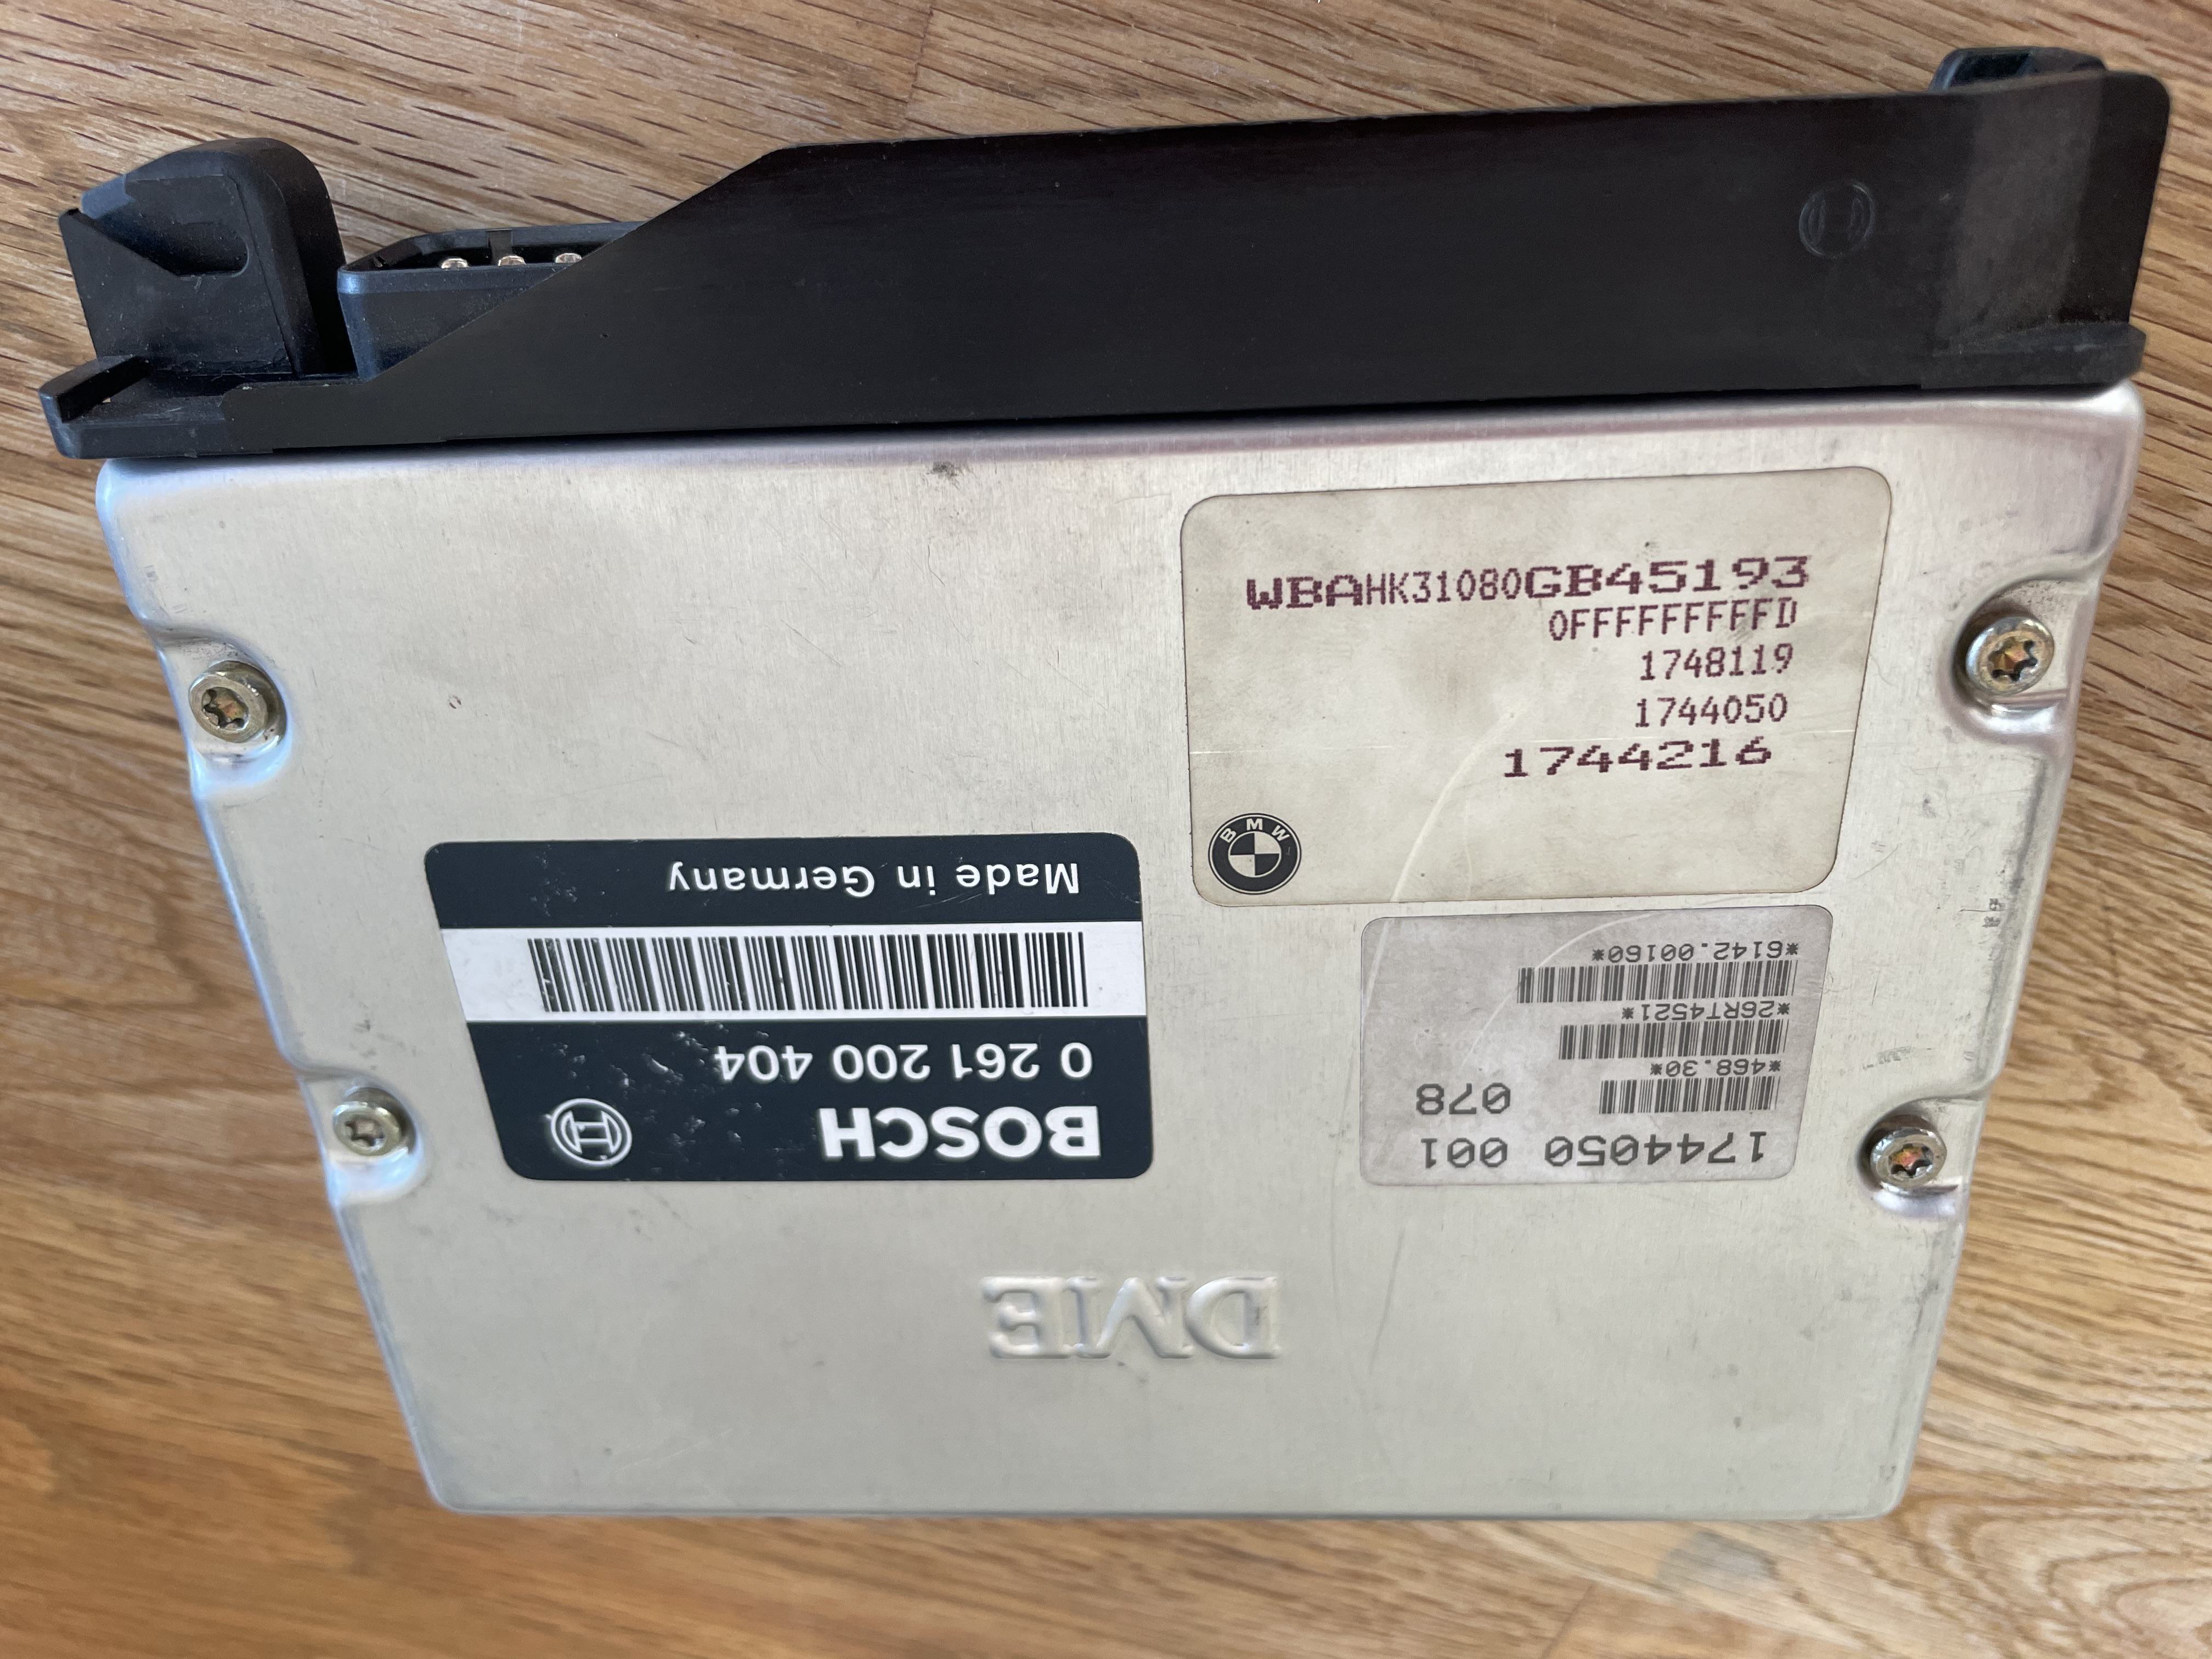 WBAHK31080GB45193
0FFFFFFFFFFD
1748119
1744050
1744216
BMW
1744050 001
078
*468.30*
*26RT4521*
*6142.00160*
BOSCH
0 261 200 404
Made in Germany
DME